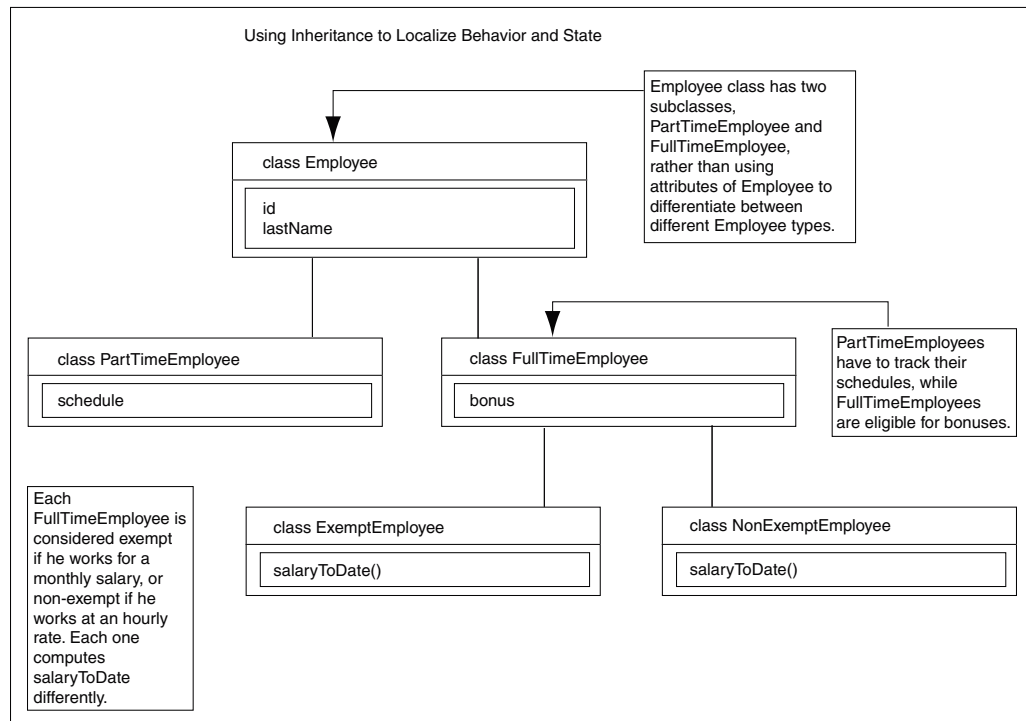 Using Inheritance to Localize Behavior and State
Employee class has two
subclasses,
PartTimeEmployee and
FullTimeEmployee,
rather than using
attributes of Employee to
differentiate between
different Employee types.
class Employee
id
lastName
class PartTimeEmployee
schedule
class FullTimeEmployee
bonus
PartTimeEmployees
have to track their
schedules, while
FullTimeEmployees
are eligible for bonuses.
Each
FullTimeEmployee is
considered exempt
if he works for a
monthly salary, or
non-exempt if he
works at an hourly
rate. Each one
computes
salaryToDate
differently.
class ExemptEmployee
salaryToDate()
class NonExemptEmployee
salaryToDate()